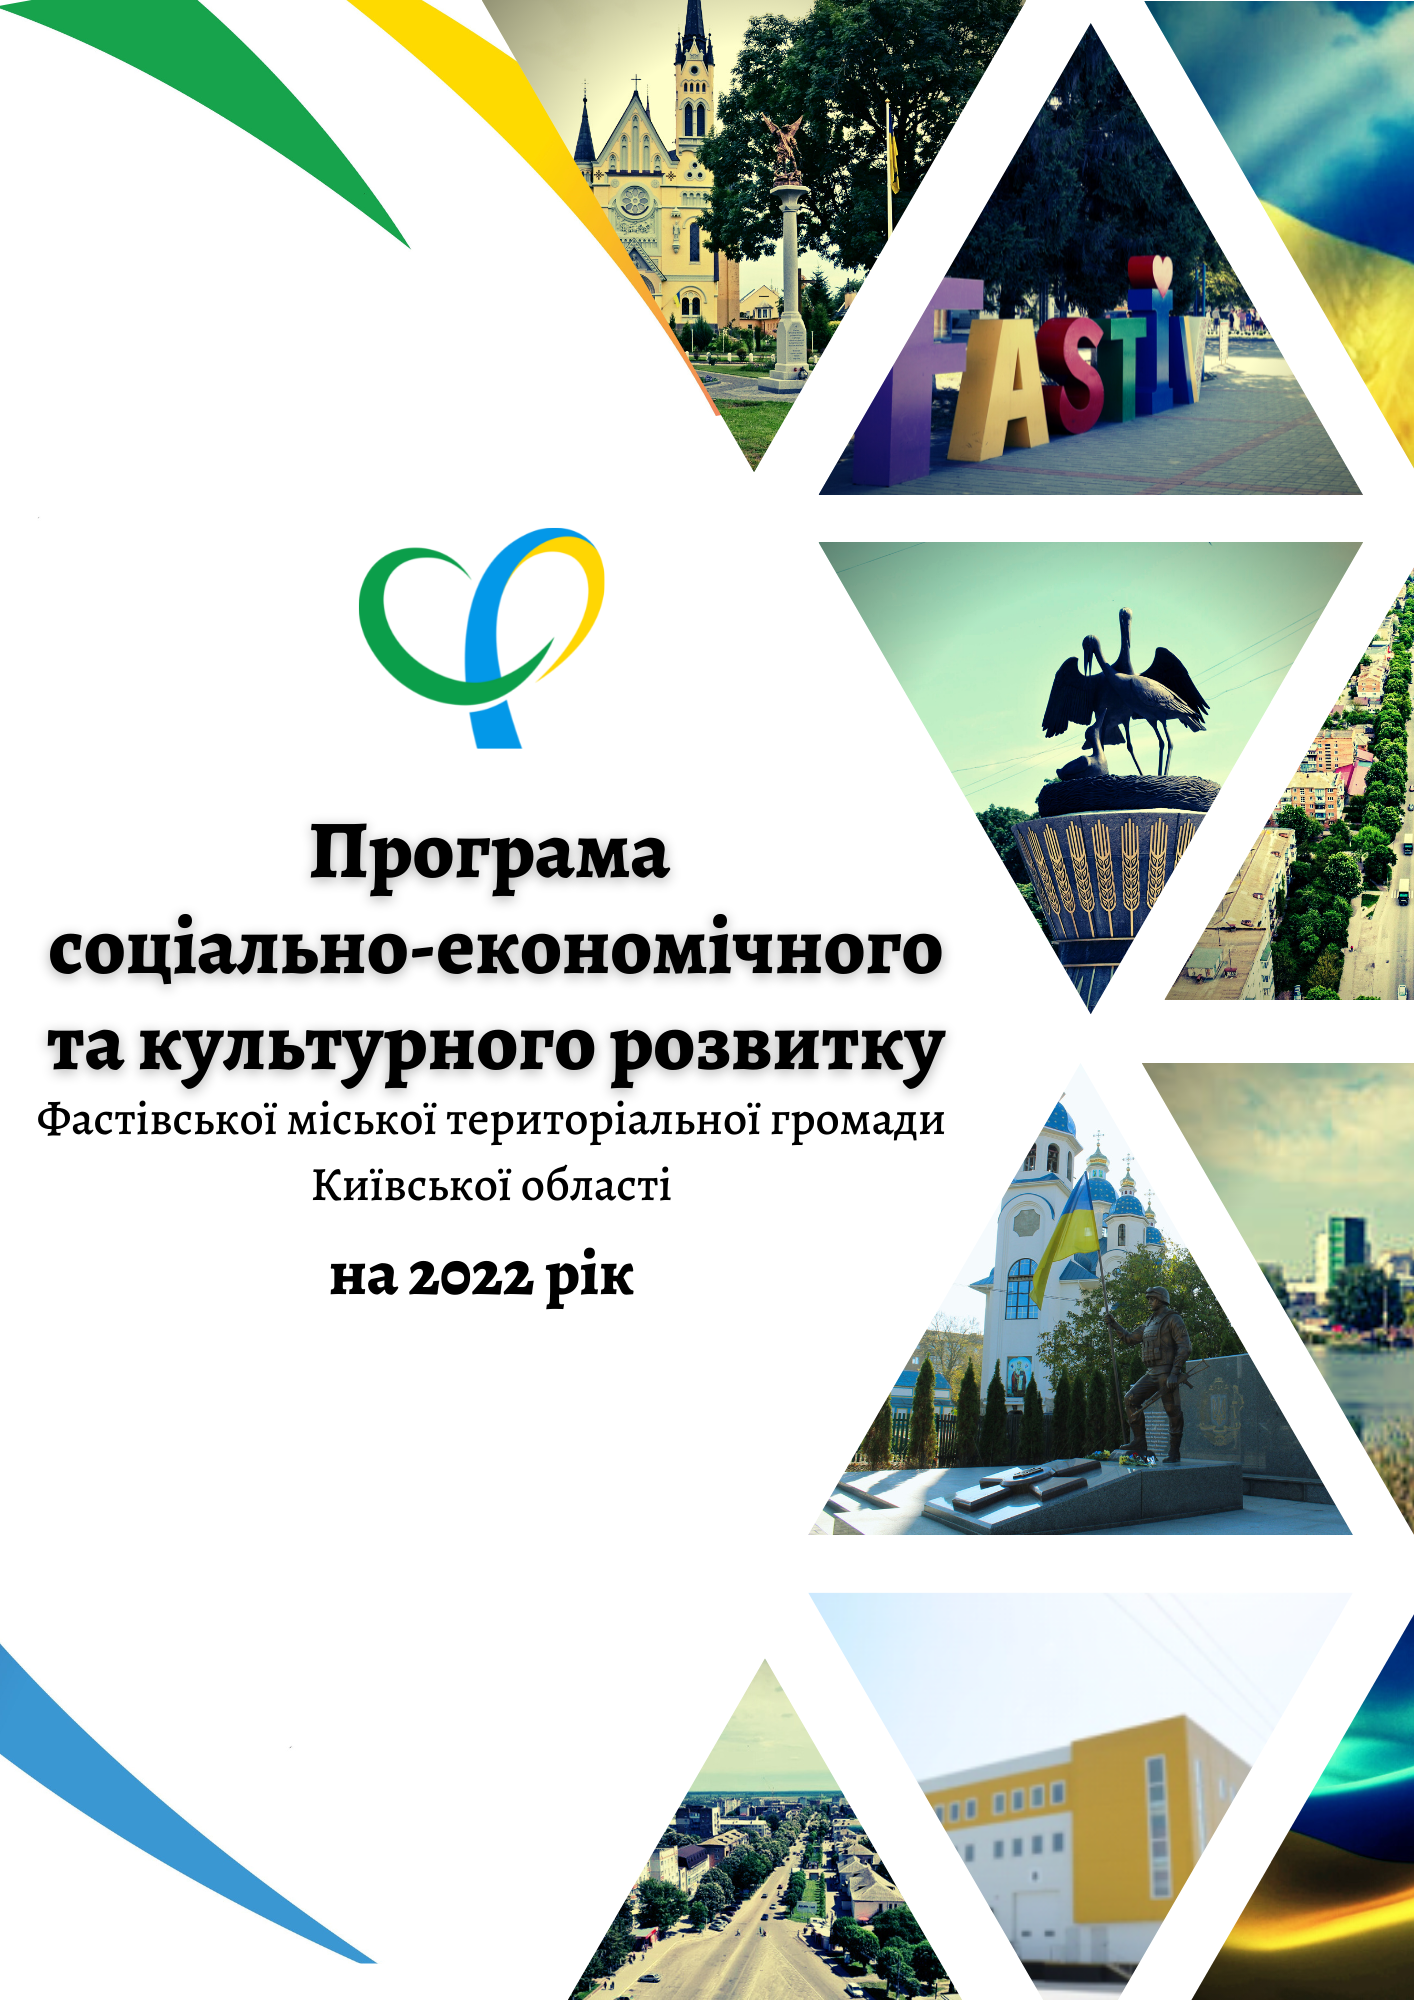 FASTIV
Програма
соціально-економічного
та культурного розвитку
Фастівської міської територіальної громади
Київської області
на 2022 рік